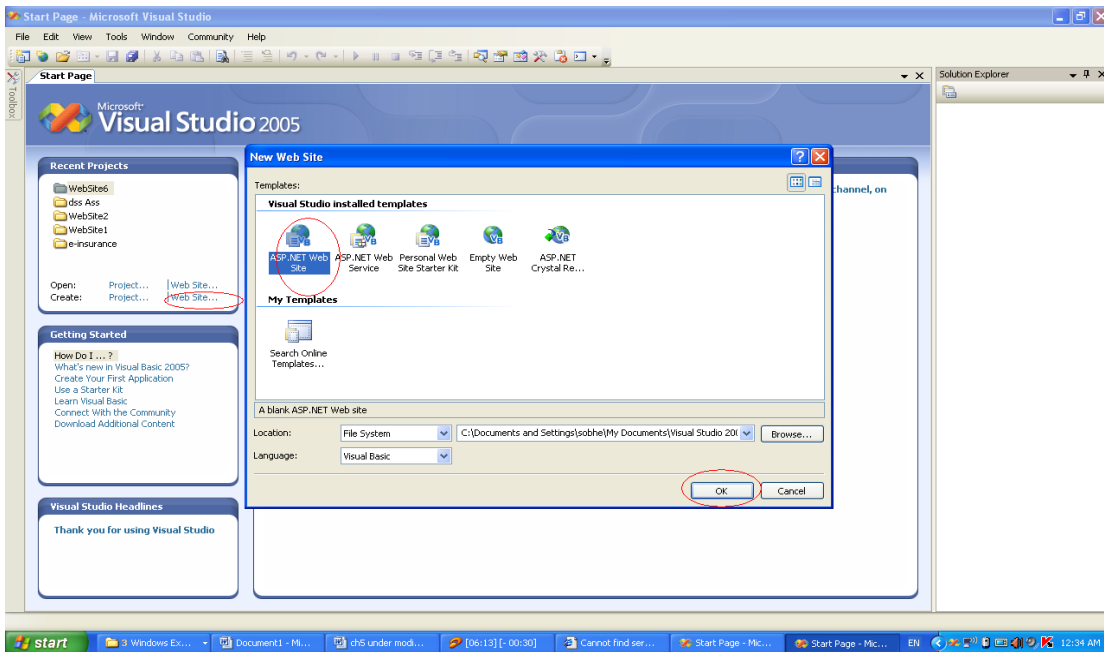 Start Page - Microsoft Visual Studio
File Edit View Tools Window Community Help
Toolbox
Start Page
Solution Explorer
Microsoft
Visual Studio 2005
Recent Projects
WebSite6
dss Ass
WebSite2
WebSite1
e-insurance
Open: Project... Web Site...
Create: Project... Web Site...
Getting Started
How Do I ... ?
What's new in Visual Basic 2005?
Create Your First Application
Use a Starter Kit
Learn Visual Basic
Connect With the Community
Download Additional Content
Visual Studio Headlines
Thank you for using Visual Studio
channel, on
New Web Site
Templates:
Visual Studio installed templates
ASP.NET Web Site
ASP.NET Web Service
Personal Web Site Starter Kit
Empty Web Site
ASP.NET Crystal Re...
My Templates
Search Online Templates...
A blank ASP.NET Web site
Location: File System C:\Documents and Settings\sobhe\My Documents\Visual Studio 200 Browse...
Language: Visual Basic
OK Cancel
start 3 Windows Ex... Document1 - Mi... ch5 under modi... [06:13] [- 00:30] Cannot find ser... Start Page - Mic... Start Page - Mic... EN 12:34 AM